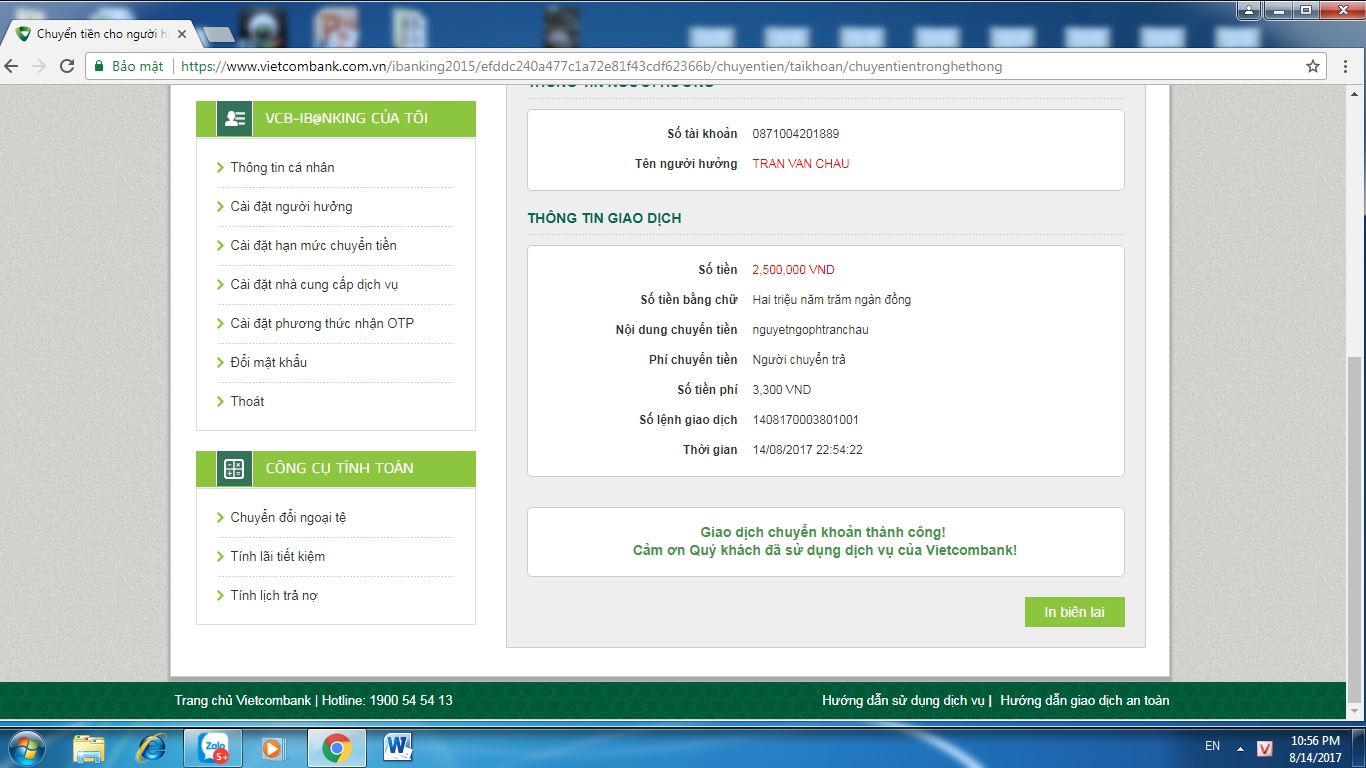 Chuyển tiền cho người h
Bảo mật
https://www.vietcombank.com.vn/ibanking2015/efddc240a477c1a72e81f43cdf62366b/chuyentien/taikhoan/chuyentientronghethong
VCB-IB@NKING CỦA TÔI
Thông tin cá nhân
Cài đặt người hưởng
Cài đặt hạn mức chuyển tiền
Cài đặt nhà cung cấp dịch vụ
Cài đặt phương thức nhận OTP
Đổi mật khẩu
Thoát
CÔNG CỤ TÍNH TOÁN
Chuyển đổi ngoại tệ
Tính lãi tiết kiệm
Tính lịch trả nợ
THÔNG TIN NGƯỜI HƯỞNG
Số tài khoản 0871004201889
Tên người hưởng TRAN VAN CHAU
THÔNG TIN GIAO DỊCH
Số tiền 2,500,000 VND
Số tiền bằng chữ Hai triệu năm trăm ngàn đồng
Nội dung chuyển tiền nguyetngophtranchau
Phí chuyển tiền Người chuyển trả
Số tiền phí 3,300 VND
Số lệnh giao dịch 1408170003801001
Thời gian 14/08/2017 22:54:22
Giao dịch chuyển khoản thành công!
Cảm ơn Quý khách đã sử dụng dịch vụ của Vietcombank!
In biên lai
Trang chủ Vietcombank | Hotline: 1900 54 54 13
Hướng dẫn sử dụng dịch vụ | Hướng dẫn giao dịch an toàn
Zalo
5+
EN
10:56 PM
8/14/2017